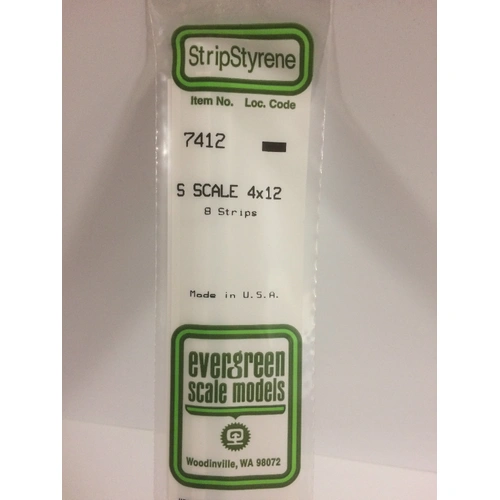 StripStyrene
Item No. Loc. Code
7412
S SCALE 4x12
8 Strips
Made in U.S.A.
evergreen
scale models
Woodinville, WA 98072